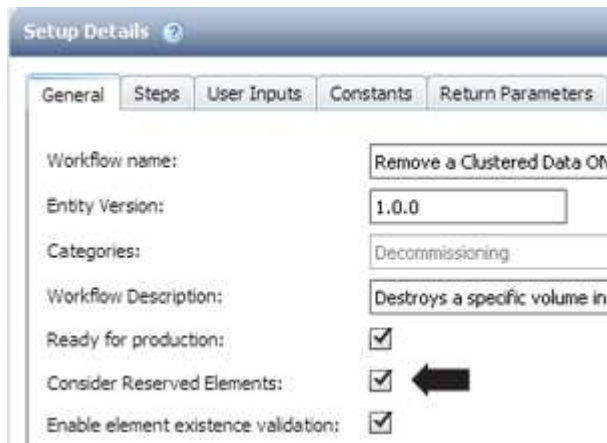 Setup Details
General Steps User Inputs Constants Return Parameters
Workflow name: Remove a Clustered Data ON
Entity Version: 1.0.0
Categories: Decommissioning
Workflow Description: Destroys a specific volume in
Ready for production:
Consider Reserved Elements:
Enable element existence validation: